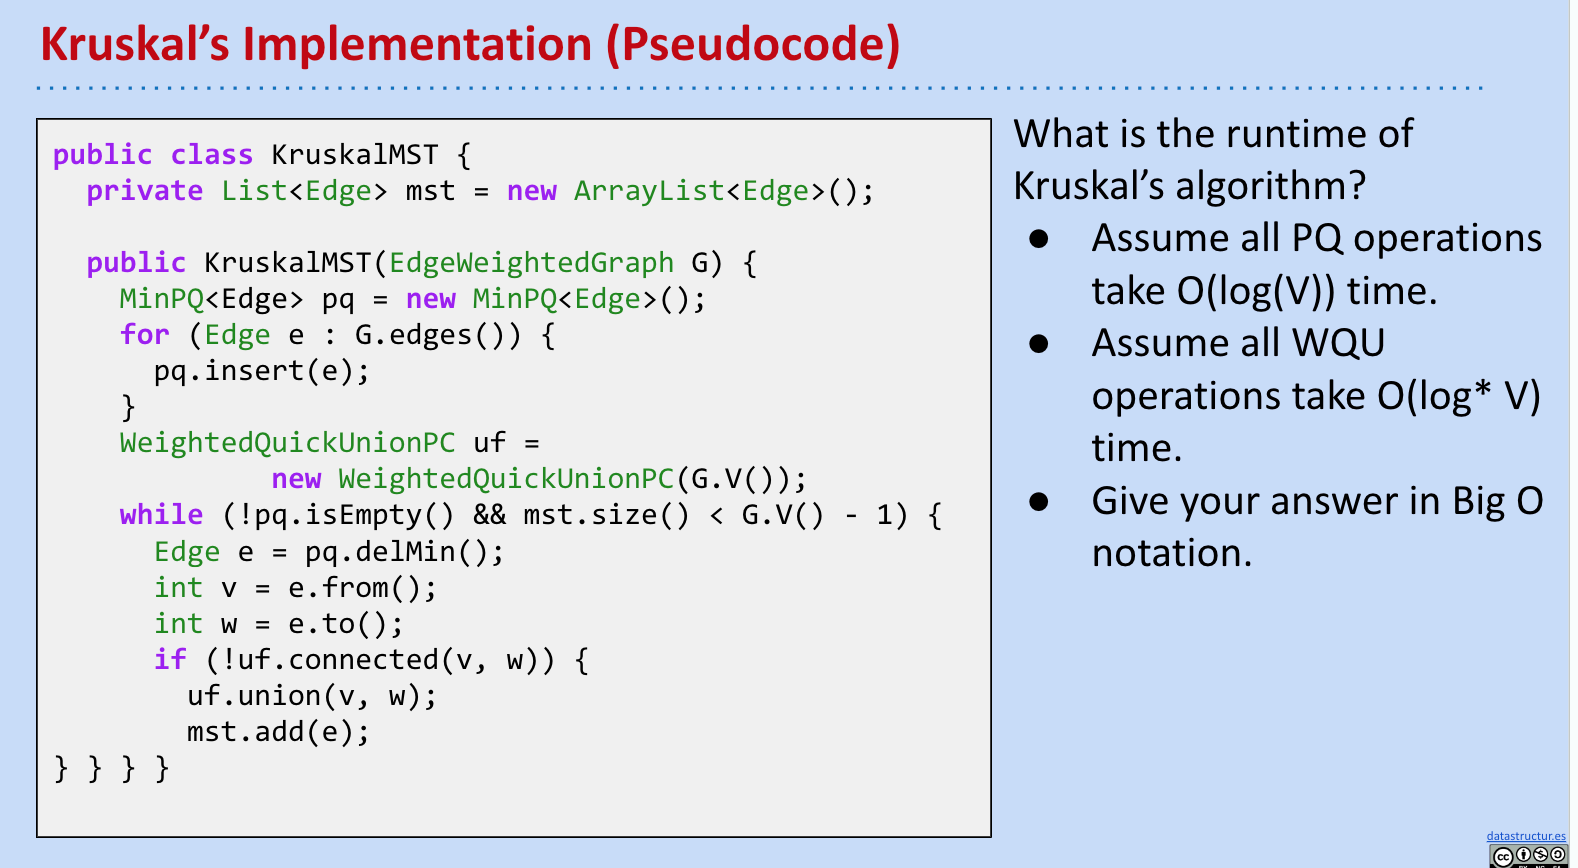 Kruskal’s Implementation (Pseudocode)
public class KruskalMST {
  private List<Edge> mst = new ArrayList<Edge>();
  public KruskalMST(EdgeWeightedGraph G) {
    MinPQ<Edge> pq = new MinPQ<Edge>();
    for (Edge e : G.edges()) {
      pq.insert(e);
    }
    WeightedQuickUnionPC uf =
             new WeightedQuickUnionPC(G.V());
    while (!pq.isEmpty() && mst.size() < G.V() - 1) {
      Edge e = pq.delMin();
      int v = e.from();
      int w = e.to();
      if (!uf.connected(v, w)) {
        uf.union(v, w);
        mst.add(e);
} } } }
What is the runtime of
Kruskal’s algorithm?
● Assume all PQ operations
take O(log(V)) time.
● Assume all WQU
operations take O(log* V)
time.
● Give your answer in Big O
notation.
datastructur.es
cc